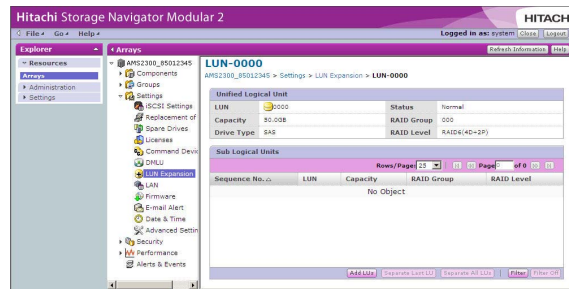 Hitachi Storage Navigator Modular 2
HITACH
File Go Help
Logged in as: system Close Logout
Explorer
Arrays
Refresh Information Help
Resources
Arrays
Administration
Settings
AMS2300_85012345
Components
Groups
Settings
iSCSI Settings
Replacement of
Spare Drives
Licenses
Command Devic
DMLU
LUN Expansion
LAN
Firmware
E-mail Alert
Date & Time
Advanced Settin
Security
Performance
Alerts & Events
LUN-0000
AMS2300_85012345 > Settings > LUN Expansion > LUN-0000
Unified Logical Unit
LUN 0000 Status Normal
Capacity 50.0GB RAID Group 000
Drive Type SAS RAID Level RAID6(4D+2P)
Sub Logical Units
Rows/Page: 25 Page 0 of 0
Sequence No. LUN Capacity RAID Group RAID Level
No Object
Add LUs Separate Last LU Separate All LUs Filter Filter Off